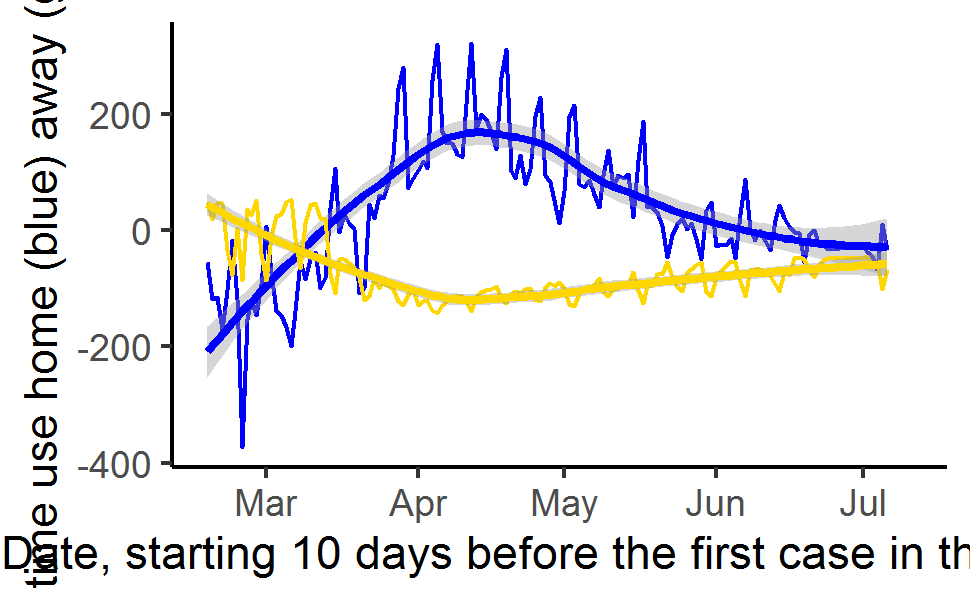 time use home (blue) away (
200
0
-200
-400
Mar Apr May Jun Jul
Date, starting 10 days before the first case in th